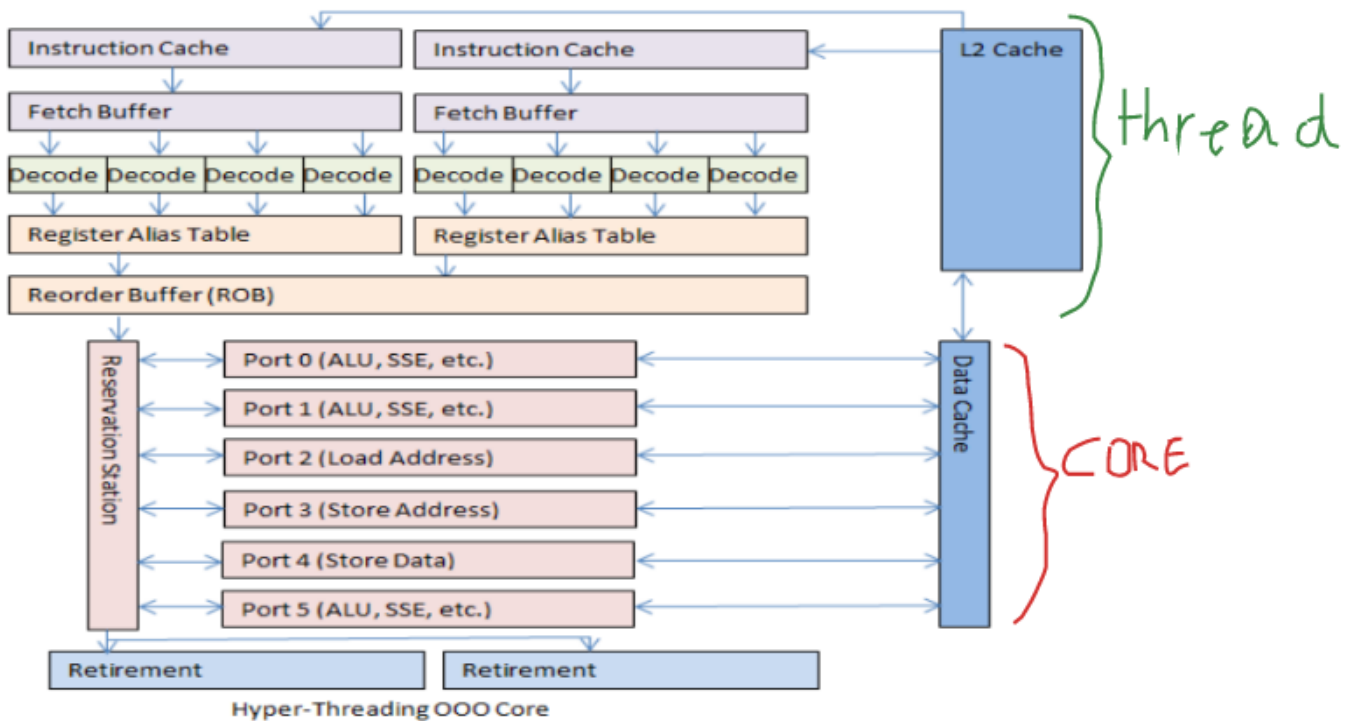 Instruction Cache
Instruction Cache
L2 Cache
thread
Fetch Buffer
Fetch Buffer
Decode Decode Decode Decode
Decode Decode Decode Decode
Register Alias Table
Register Alias Table
Reorder Buffer (ROB)
Reservation Station
Port 0 (ALU, SSE, etc.)
Port 1 (ALU, SSE, etc.)
Port 2 (Load Address)
Port 3 (Store Address)
Port 4 (Store Data)
Port 5 (ALU, SSE, etc.)
Data Cache
CORE
Retirement
Retirement
Hyper-Threading OOO Core